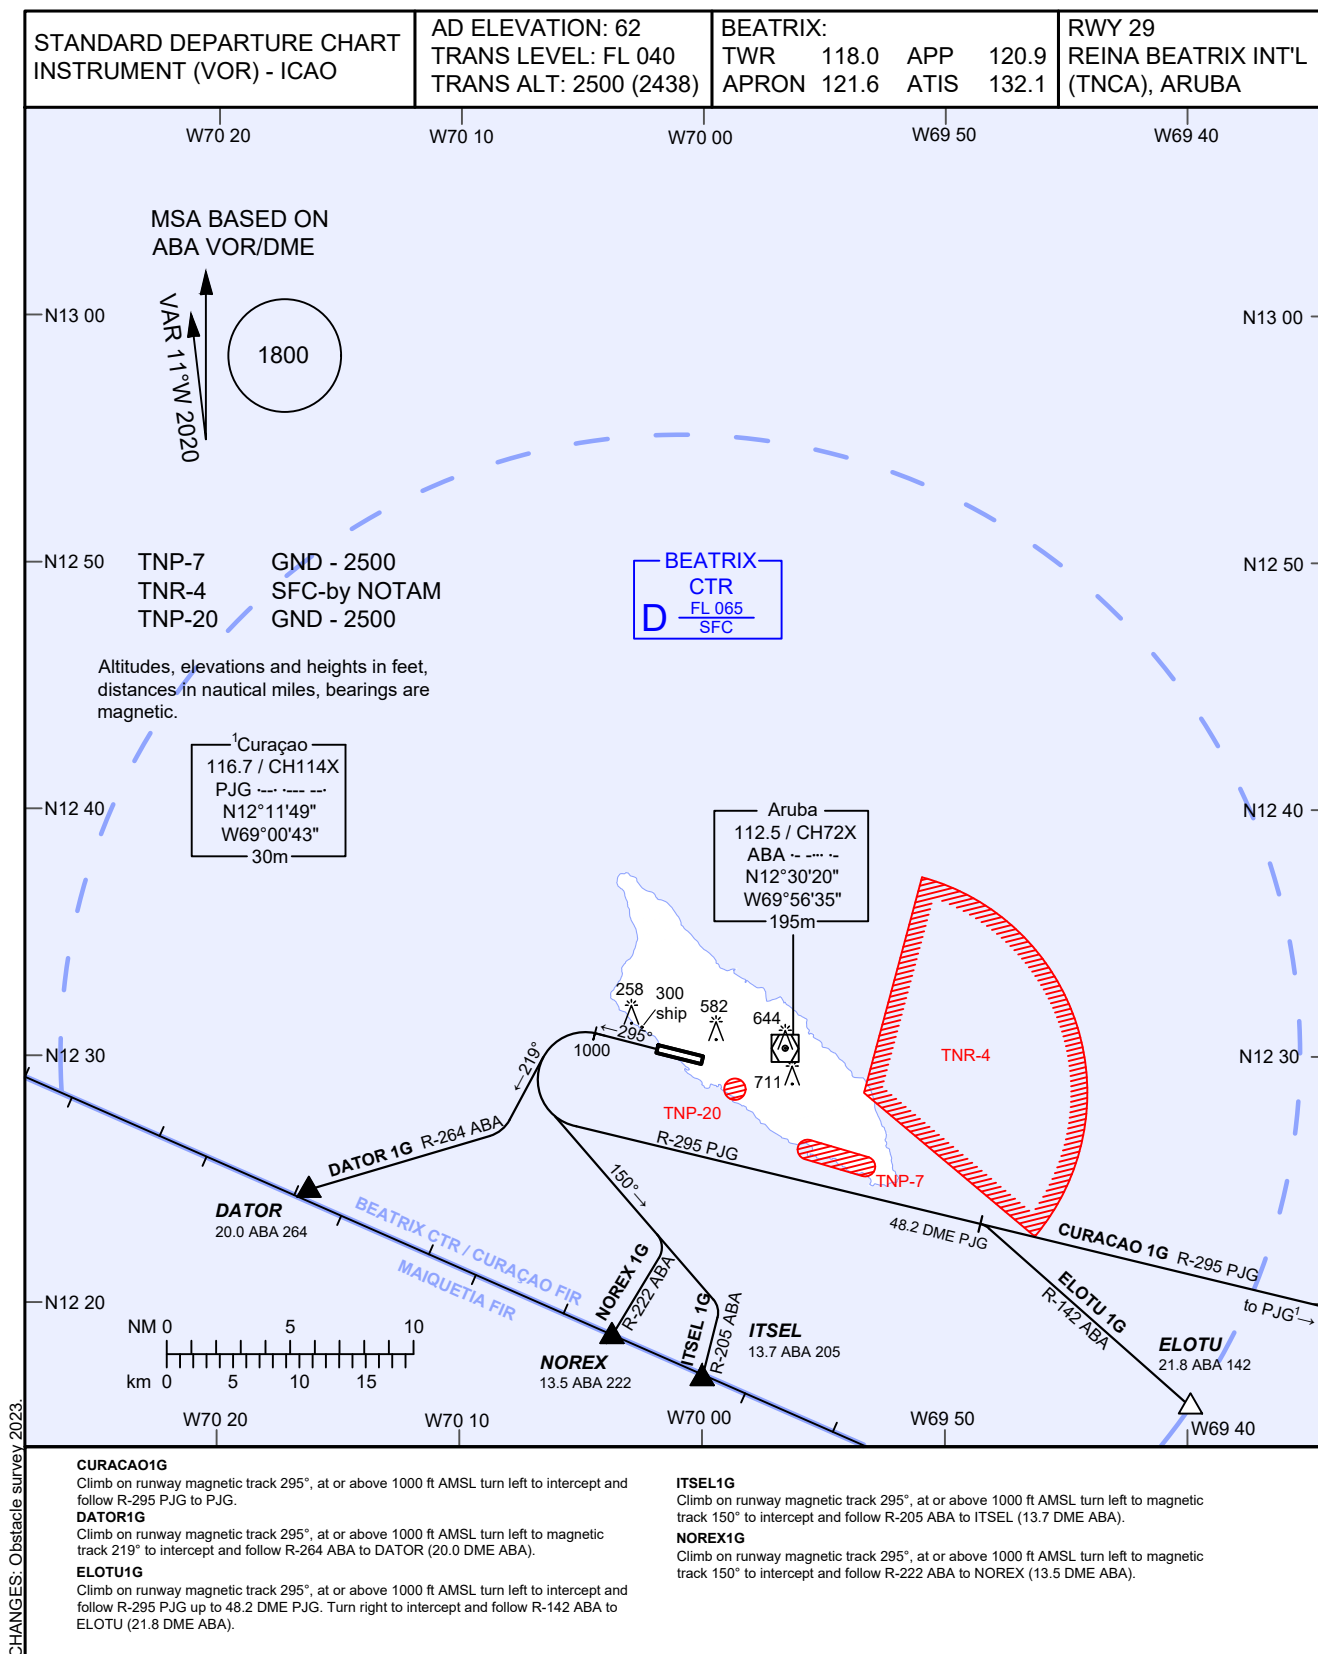 STANDARD DEPARTURE CHART
INSTRUMENT (VOR) - ICAO
AD ELEVATION: 62
TRANS LEVEL: FL 040
TRANS ALT: 2500 (2438)
BEATRIX:
TWR 118.0 APP 120.9
APRON 121.6 ATIS 132.1
RWY 29
REINA BEATRIX INT'L
(TNCA), ARUBA
W70 20
W70 10
W70 00
W69 50
W69 40
MSA BASED ON
ABA VOR/DME
VAR 11°W 2020
1800
N13 00
N13 00
N12 50
N12 50
TNP-7 GND - 2500
TNR-4 SFC-by NOTAM
TNP-20 GND - 2500
BEATRIX
CTR
D FL 065
SFC
Altitudes, elevations and heights in feet,
distances in nautical miles, bearings are
magnetic.
1Curaçao
116.7 / CH114X
PJG ·--· ·--- --·
N12°11'49"
W69°00'43"
30m
N12 40
N12 40
Aruba
112.5 / CH72X
ABA ·- -··· ·-
N12°30'20"
W69°56'35"
195m
258
300
ship
582
644
711
←295°
1000
←219°
N12 30
N12 30
TNR-4
TNP-20
TNP-7
R-295 PJG
DATOR 1G R-264 ABA
DATOR
20.0 ABA 264
150°→
48.2 DME PJG
CURACAO 1G R-295 PJG
to PJG1→
BEATRIX CTR / CURAÇAO FIR
MAIQUETIA FIR
NOREX 1G
R-222 ABA
ITSEL 1G
R-205 ABA
ELOTU 1G
R-142 ABA
N12 20
NM 0 5 10
km 0 5 10 15
NOREX
13.5 ABA 222
ITSEL
13.7 ABA 205
ELOTU
21.8 ABA 142
W70 20
W70 10
W70 00
W69 50
W69 40
CHANGES: Obstacle survey 2023.
CURACAO1G
Climb on runway magnetic track 295°, at or above 1000 ft AMSL turn left to intercept and
follow R-295 PJG to PJG.
DATOR1G
Climb on runway magnetic track 295°, at or above 1000 ft AMSL turn left to magnetic
track 219° to intercept and follow R-264 ABA to DATOR (20.0 DME ABA).
ELOTU1G
Climb on runway magnetic track 295°, at or above 1000 ft AMSL turn left to intercept and
follow R-295 PJG up to 48.2 DME PJG. Turn right to intercept and follow R-142 ABA to
ELOTU (21.8 DME ABA).
ITSEL1G
Climb on runway magnetic track 295°, at or above 1000 ft AMSL turn left to magnetic
track 150° to intercept and follow R-205 ABA to ITSEL (13.7 DME ABA).
NOREX1G
Climb on runway magnetic track 295°, at or above 1000 ft AMSL turn left to magnetic
track 150° to intercept and follow R-222 ABA to NOREX (13.5 DME ABA).